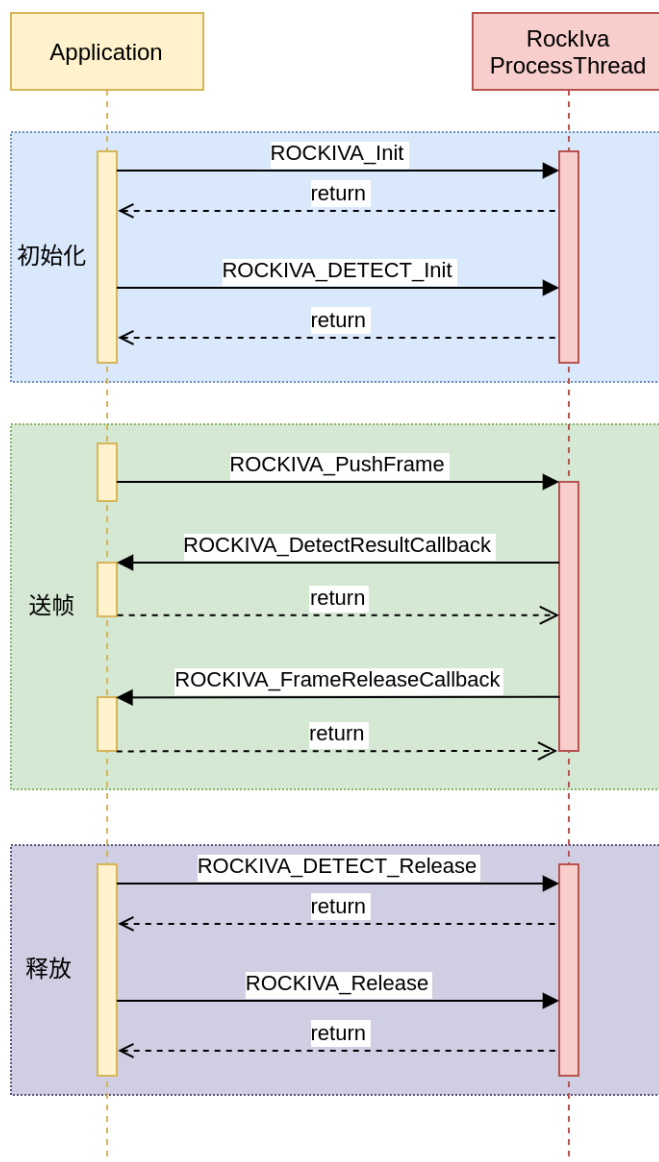 Application
RockIva
ProcessThread
初始化
ROCKIVA_Init
return
ROCKIVA_DETECT_Init
return
送帧
ROCKIVA_PushFrame
ROCKIVA_DetectResultCallback
return
ROCKIVA_FrameReleaseCallback
return
释放
ROCKIVA_DETECT_Release
return
ROCKIVA_Release
return